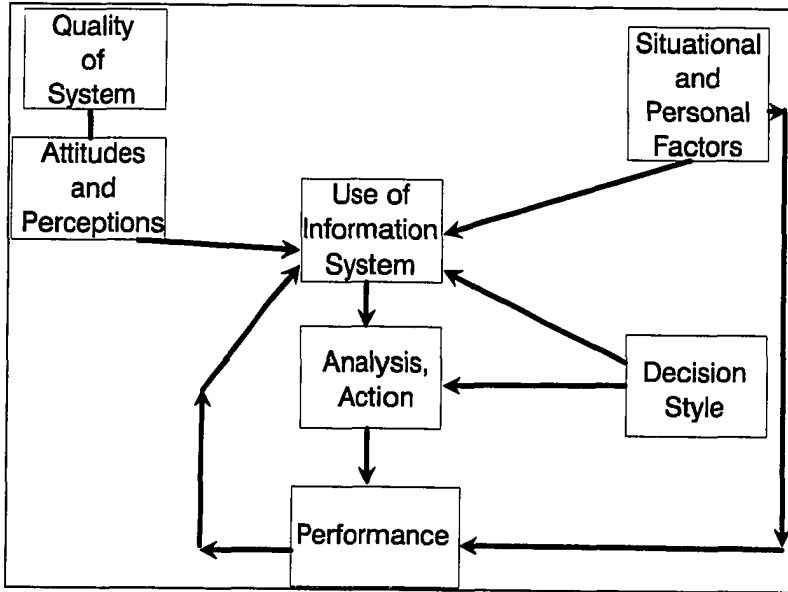 Quality
of
System
Attitudes
and
Perceptions
Situational
and
Personal
Factors
Use of
Information
System
Analysis,
Action
Decision
Style
Performance